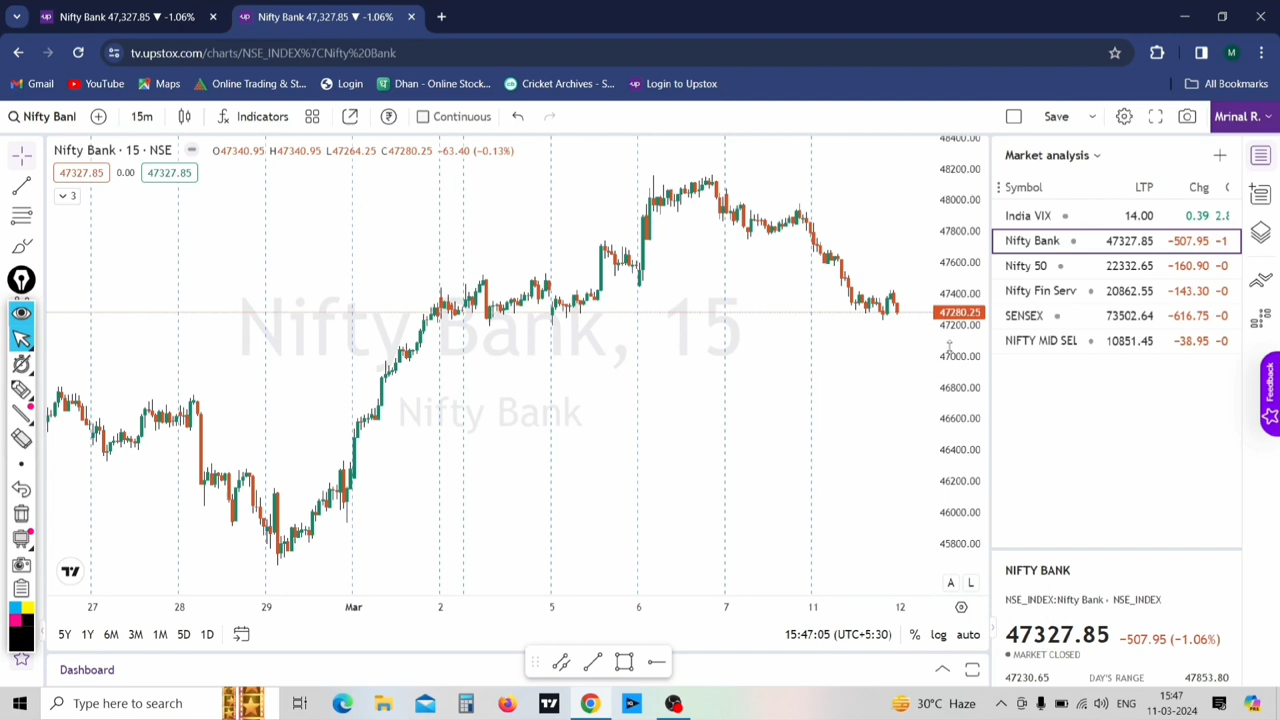 Nifty Bank 47,327.85 ▼ -1.06%
Nifty Bank 47,327.85 ▼ -1.06%
tv.upstox.com/charts/NSE_INDEX%7CNifty%20Bank
M
Gmail YouTube Maps Online Trading & St... Login Dhan - Online Stock... Cricket Archives - S... Login to Upstox All Bookmarks
Nifty Banl 15m Indicators Continuous Save Mrinal R.
Nifty Bank · 15 · NSE O47340.95 H47340.95 L47264.25 C47280.25 −63.40 (−0.13%)
47327.85 0.00 47327.85
3
Nifty Bank, 15
Nifty Bank
48400.00
48200.00
48000.00
47800.00
47600.00
47400.00
47280.25
47200.00
47000.00
46800.00
46600.00
46400.00
46200.00
46000.00
45800.00
A L
27 28 29 Mar 2 5 6 7 11 12
5Y 1Y 6M 3M 1M 5D 1D 15:47:05 (UTC+5:30) % log auto
Dashboard
Market analysis
Symbol LTP Chg C
India VIX 14.00 0.39 2.8
Nifty Bank 47327.85 −507.95 −1
Nifty 50 22332.65 −160.90 −0
Nifty Fin Serv 20862.55 −143.30 −0
SENSEX 73502.64 −616.75 −0
NIFTY MID SEL 10851.45 −38.95 −0
Feedback
NIFTY BANK
NSE_INDEX:Nifty Bank • NSE_INDEX
47327.85 −507.95 (−1.06%)
MARKET CLOSED
47230.65 DAY'S RANGE 47853.80
Type here to search
30°C Haze
ENG
15:47
11-03-2024